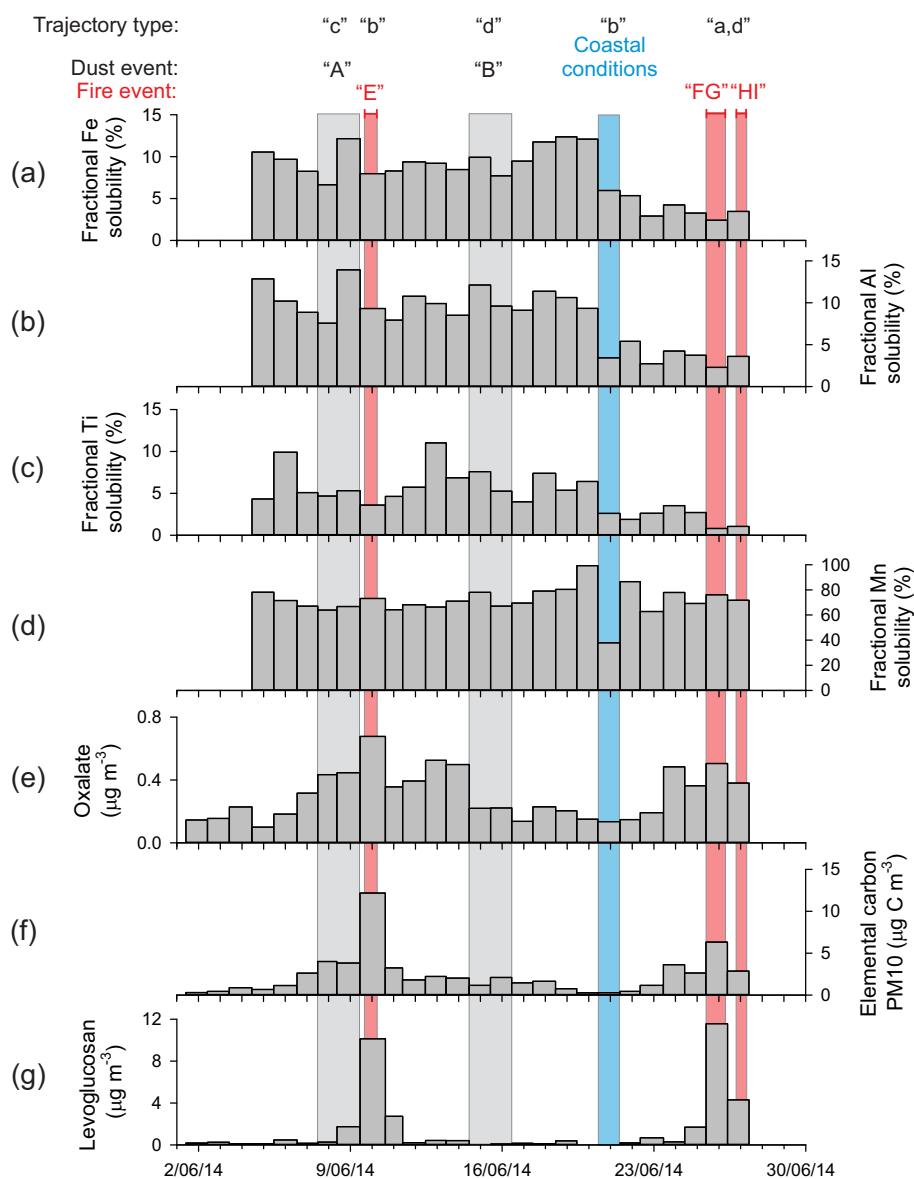 Trajectory type: “c” “b” “d” “b” “a,d”
Coastal conditions
Dust event: “A” “B”
Fire event: “E” “FG” “HI”
(a)
Fractional Fe
solubility (%)
15
10
5
0
(b)
Fractional Al
solubility (%)
15
10
5
0
(c)
Fractional Ti
solubility (%)
15
10
5
0
(d)
Fractional Mn
solubility (%)
100
80
60
40
20
0
(e)
Oxalate
(µg m⁻³)
0.8
0.4
0.0
(f)
Elemental carbon
PM10 (µg C m⁻³)
15
10
5
0
(g)
Levoglucosan
(µg m⁻³)
12
8
4
0
2/06/14 9/06/14 16/06/14 23/06/14 30/06/14